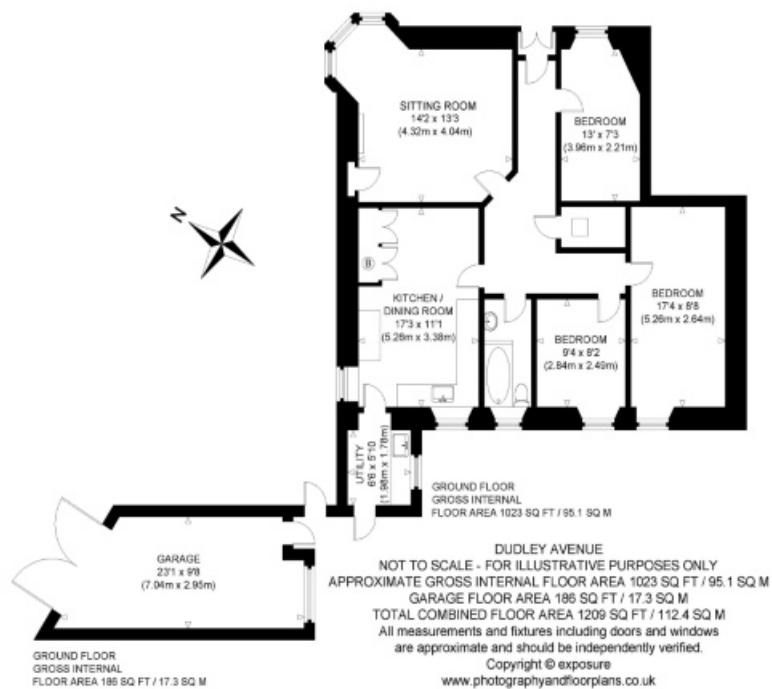 SITTING ROOM
14'2 x 13'3
(4.32m x 4.04m)
BEDROOM
13' x 7'3
(3.96m x 2.21m)
N
B
KITCHEN /
DINING ROOM
17'3 x 11'1
(5.26m x 3.38m)
BEDROOM
17'4 x 8'8
(5.26m x 2.64m)
BEDROOM
9'4 x 8'2
(2.84m x 2.49m)
UTILITY
6'6 x 5'10
(1.98m x 1.78m)
GROUND FLOOR
GROSS INTERNAL
FLOOR AREA 1023 SQ FT / 95.1 SQ M
GARAGE
23'1 x 9'8
(7.04m x 2.95m)
GROUND FLOOR
GROSS INTERNAL
FLOOR AREA 186 SQ FT / 17.3 SQ M
DUDLEY AVENUE
NOT TO SCALE - FOR ILLUSTRATIVE PURPOSES ONLY
APPROXIMATE GROSS INTERNAL FLOOR AREA 1023 SQ FT / 95.1 SQ M
GARAGE FLOOR AREA 186 SQ FT / 17.3 SQ M
TOTAL COMBINED FLOOR AREA 1209 SQ FT / 112.4 SQ M
All measurements and fixtures including doors and windows
are approximate and should be independently verified.
Copyright © exposure
www.photographyandfloorplans.co.uk